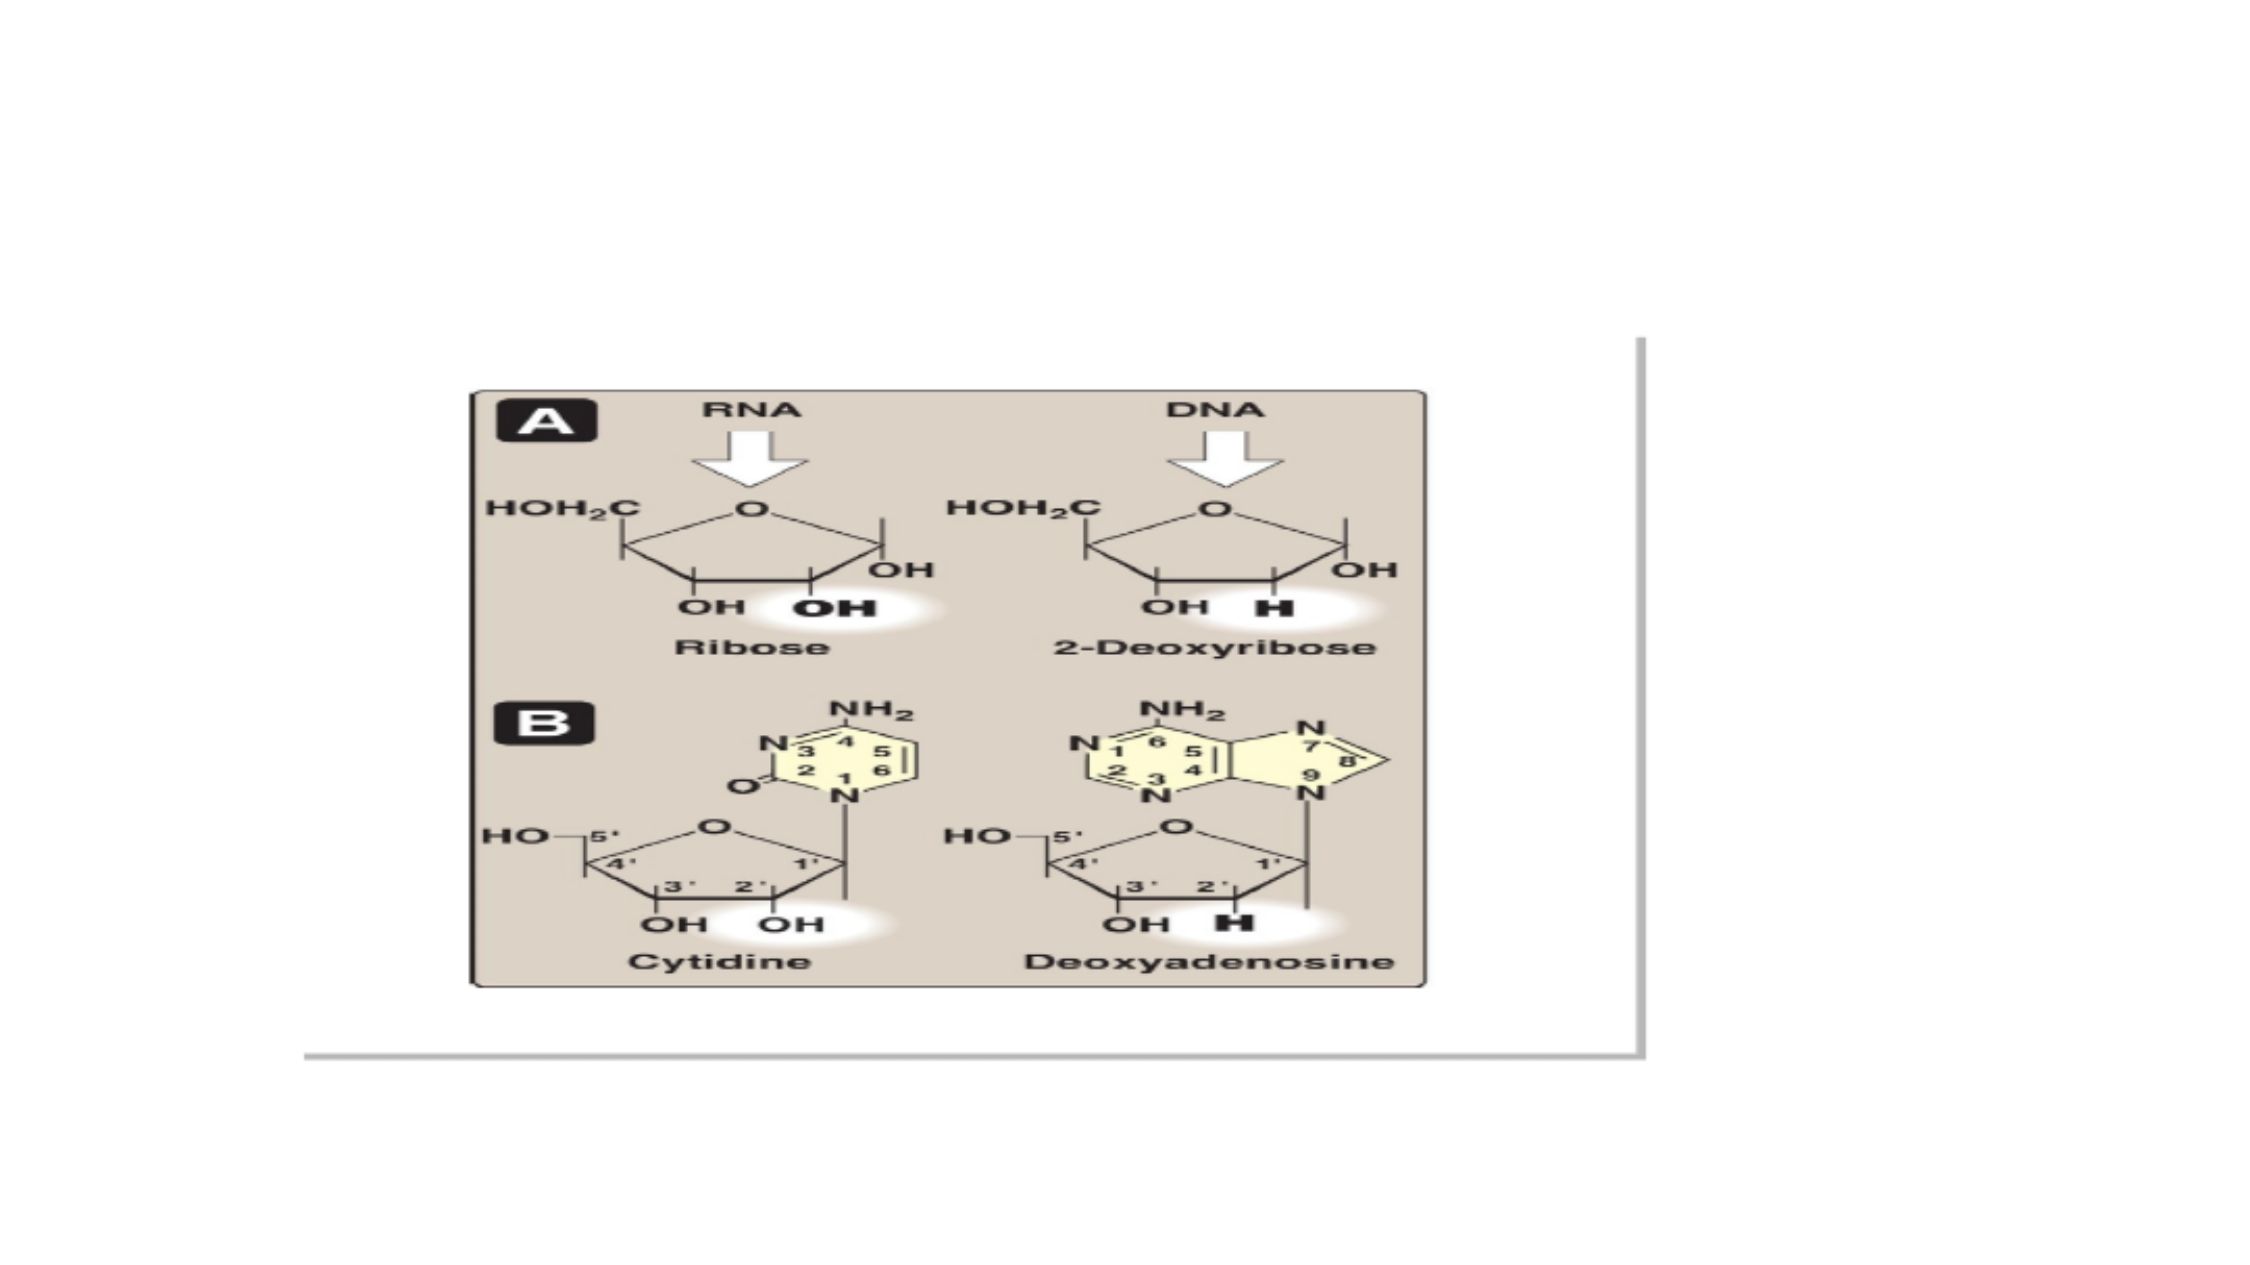 A
RNA
DNA
HOH₂C
O
OH
OH
OH
Ribose
HOH₂C
O
OH
OH
H
2-Deoxyribose
B
NH₂
N
3
4
5
2
1
6
O
N
HO
5'
O
4'
1'
3'
2'
OH
OH
Cytidine
NH₂
N
N
1
6
5
7
8
2
3
4
9
N
N
HO
5'
O
4'
1'
3'
2'
OH
H
Deoxyadenosine